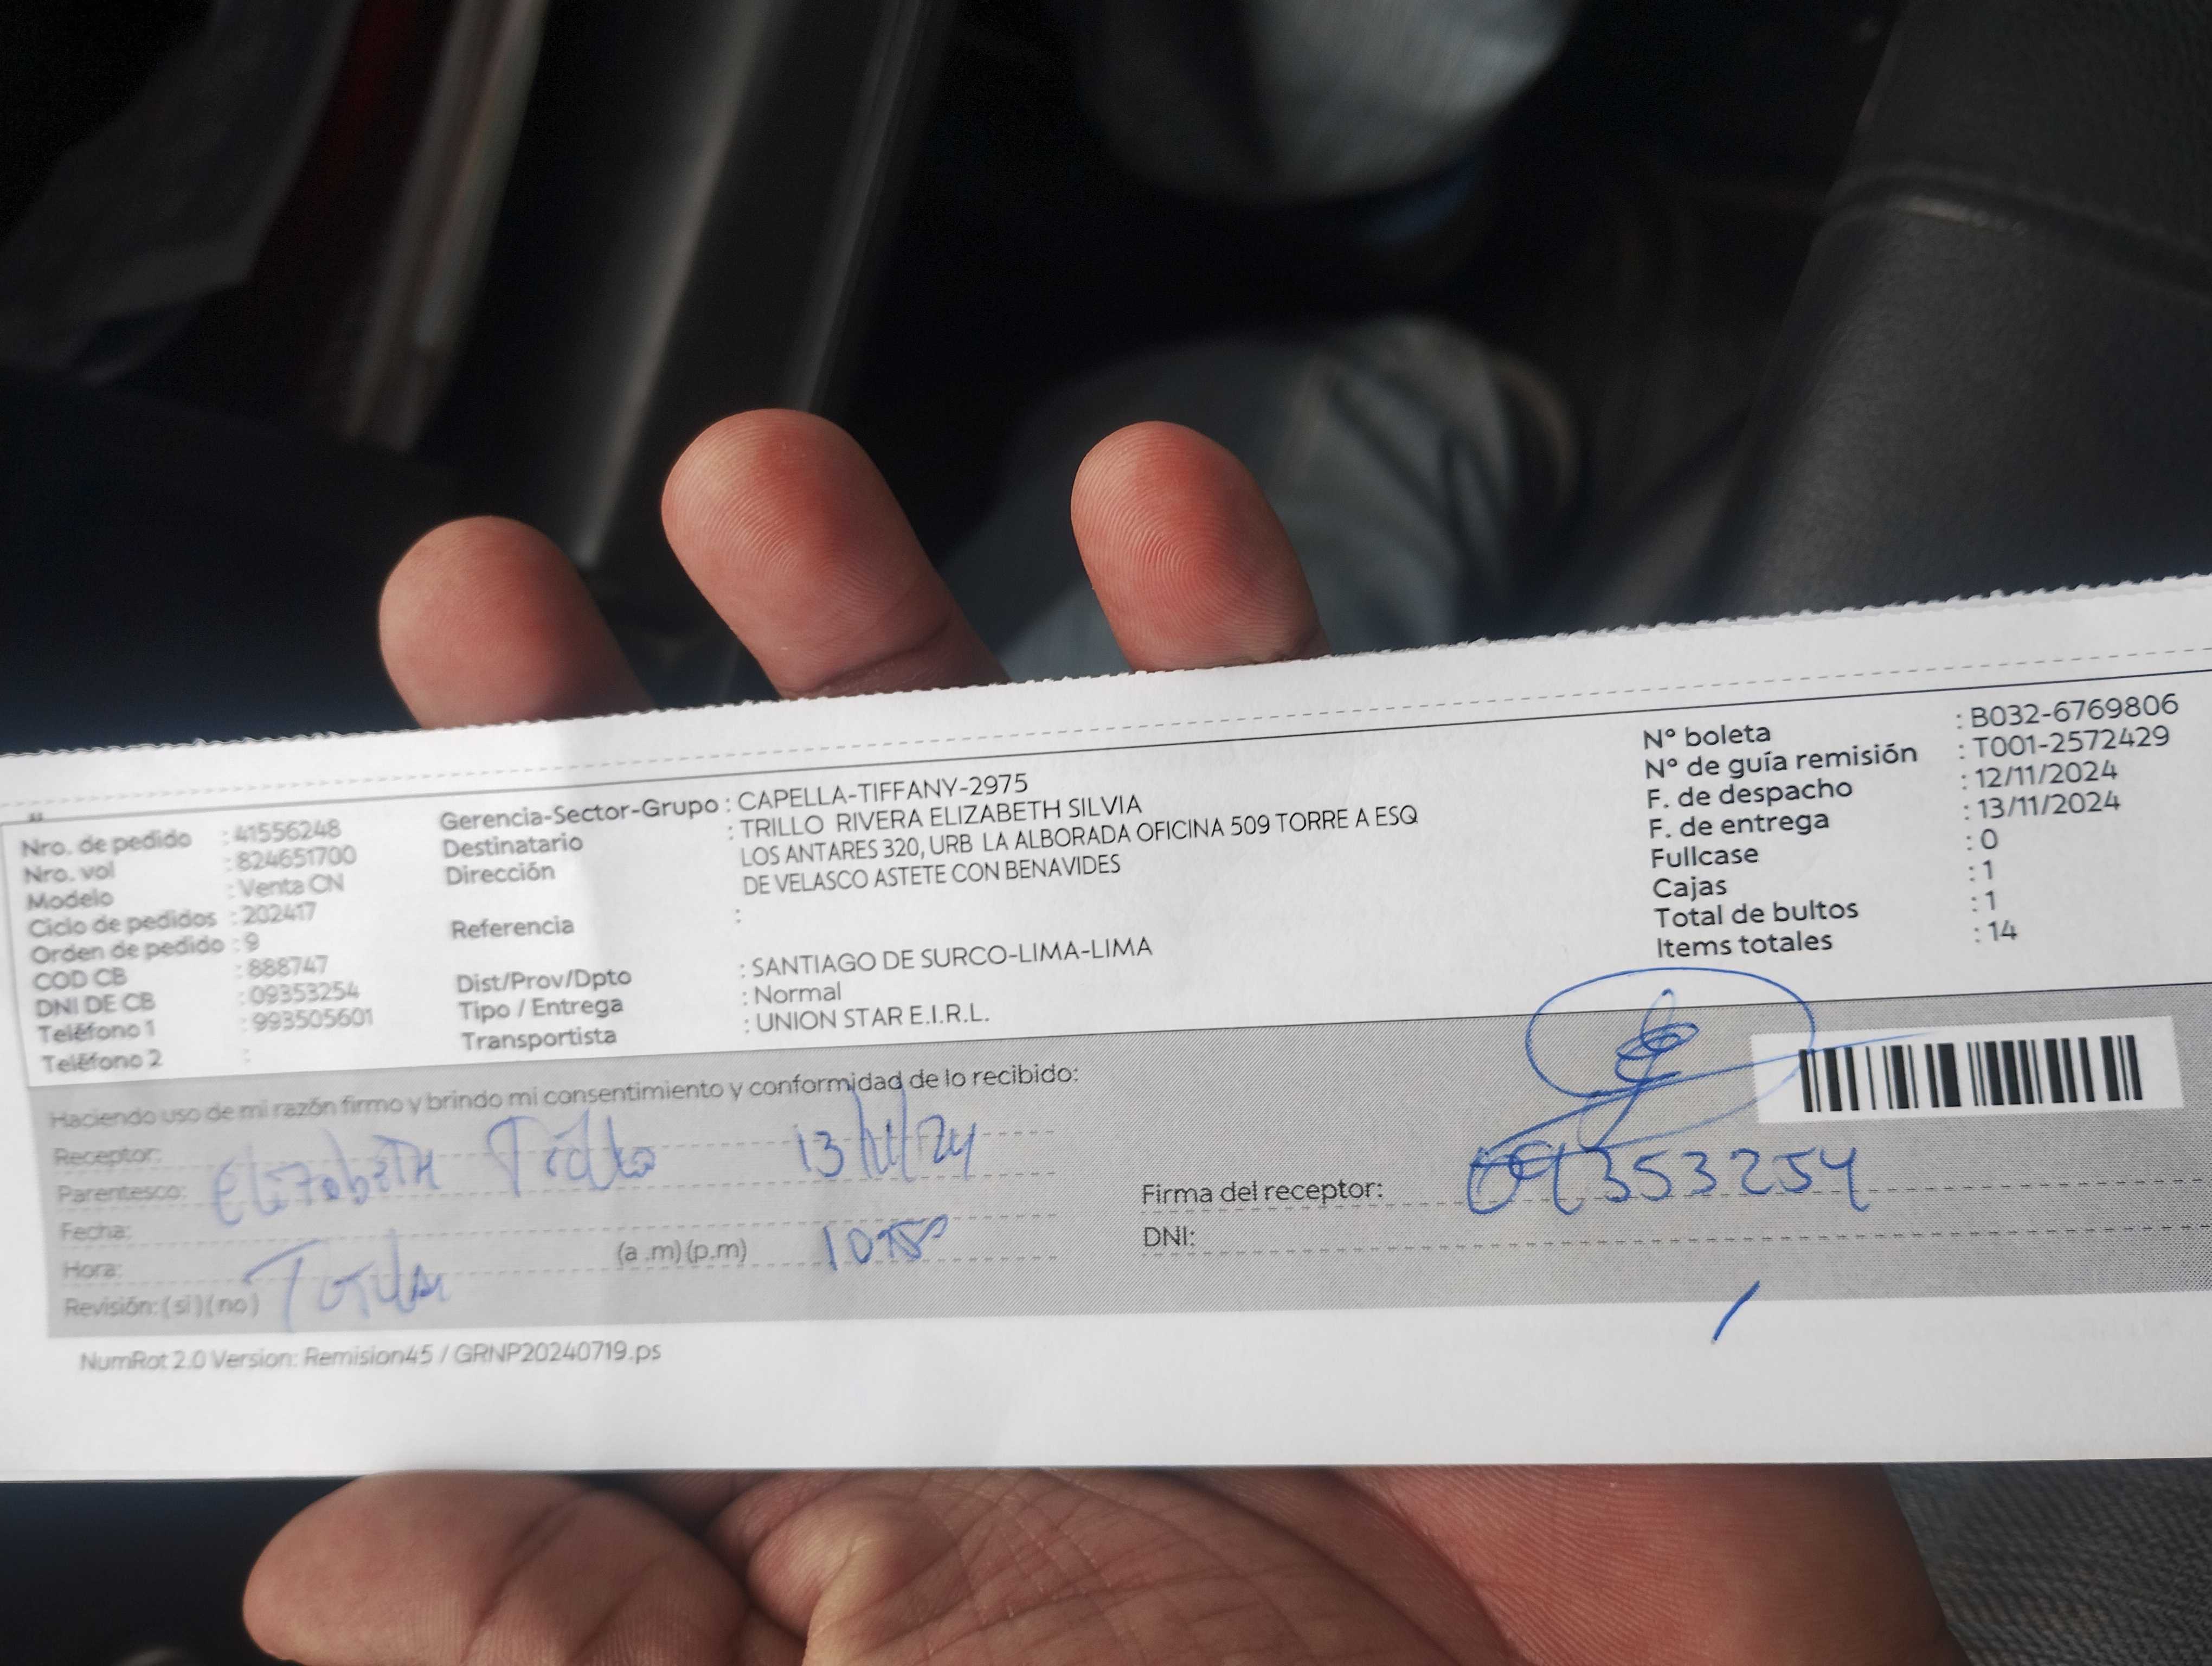 Nro. de pedido : 41556248
Nro. vol : 824651700
Modelo : Venta CN
Ciclo de pedidos : 202417
Orden de pedido : 9
COD CB : 888747
DNI DE CB : 09353254
Teléfono 1 : 993505601
Teléfono 2 :
Gerencia-Sector-Grupo : CAPELLA-TIFFANY-2975
Destinatario : TRILLO RIVERA ELIZABETH SILVIA
Dirección LOS ANTARES 320, URB LA ALBORADA OFICINA 509 TORRE A ESQ
DE VELASCO ASTETE CON BENAVIDES
Referencia :
Dist/Prov/Dpto : SANTIAGO DE SURCO-LIMA-LIMA
Tipo / Entrega : Normal
Transportista : UNION STAR E.I.R.L.
N° boleta : B032-6769806
N° de guía remisión : T001-2572429
F. de despacho : 12/11/2024
F. de entrega : 13/11/2024
Fullcase : 0
Cajas : 1
Total de bultos : 1
Items totales : 14
Haciendo uso de mi razón firmo y brindo mi consentimiento y conformidad de lo recibido:
Receptor:
Parentesco: Elizabeth Trillo 13/11/24
Fecha:
Hora: (a .m) (p.m)
Revisión: ( si ) ( no )
Firma del receptor: 09353254
DNI:
NumRot 2.0 Version: Remision45 / GRNP20240719.ps